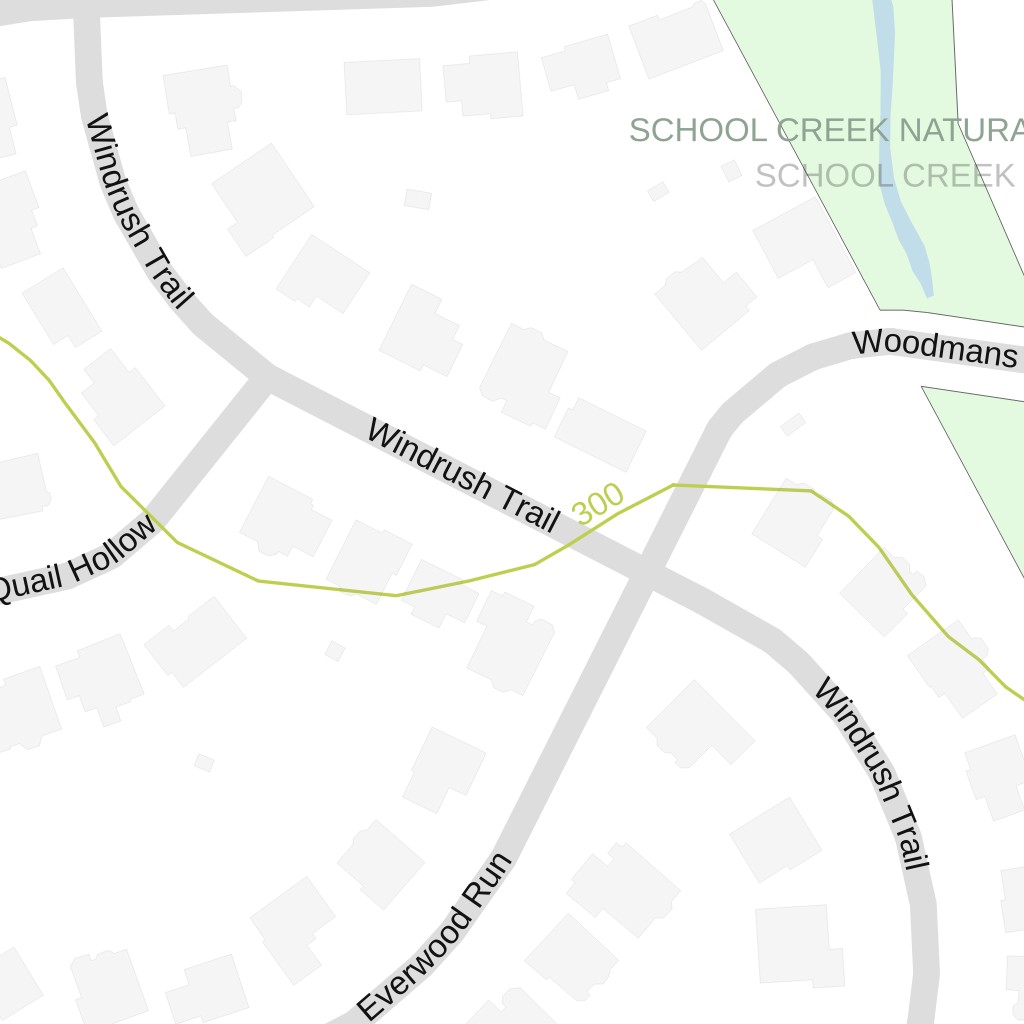 Windrush Trail
SCHOOL CREEK NATURA
SCHOOL CREEK
Woodmans
Windrush Trail
300
Quail Hollow
Windrush Trail
Everwood Run